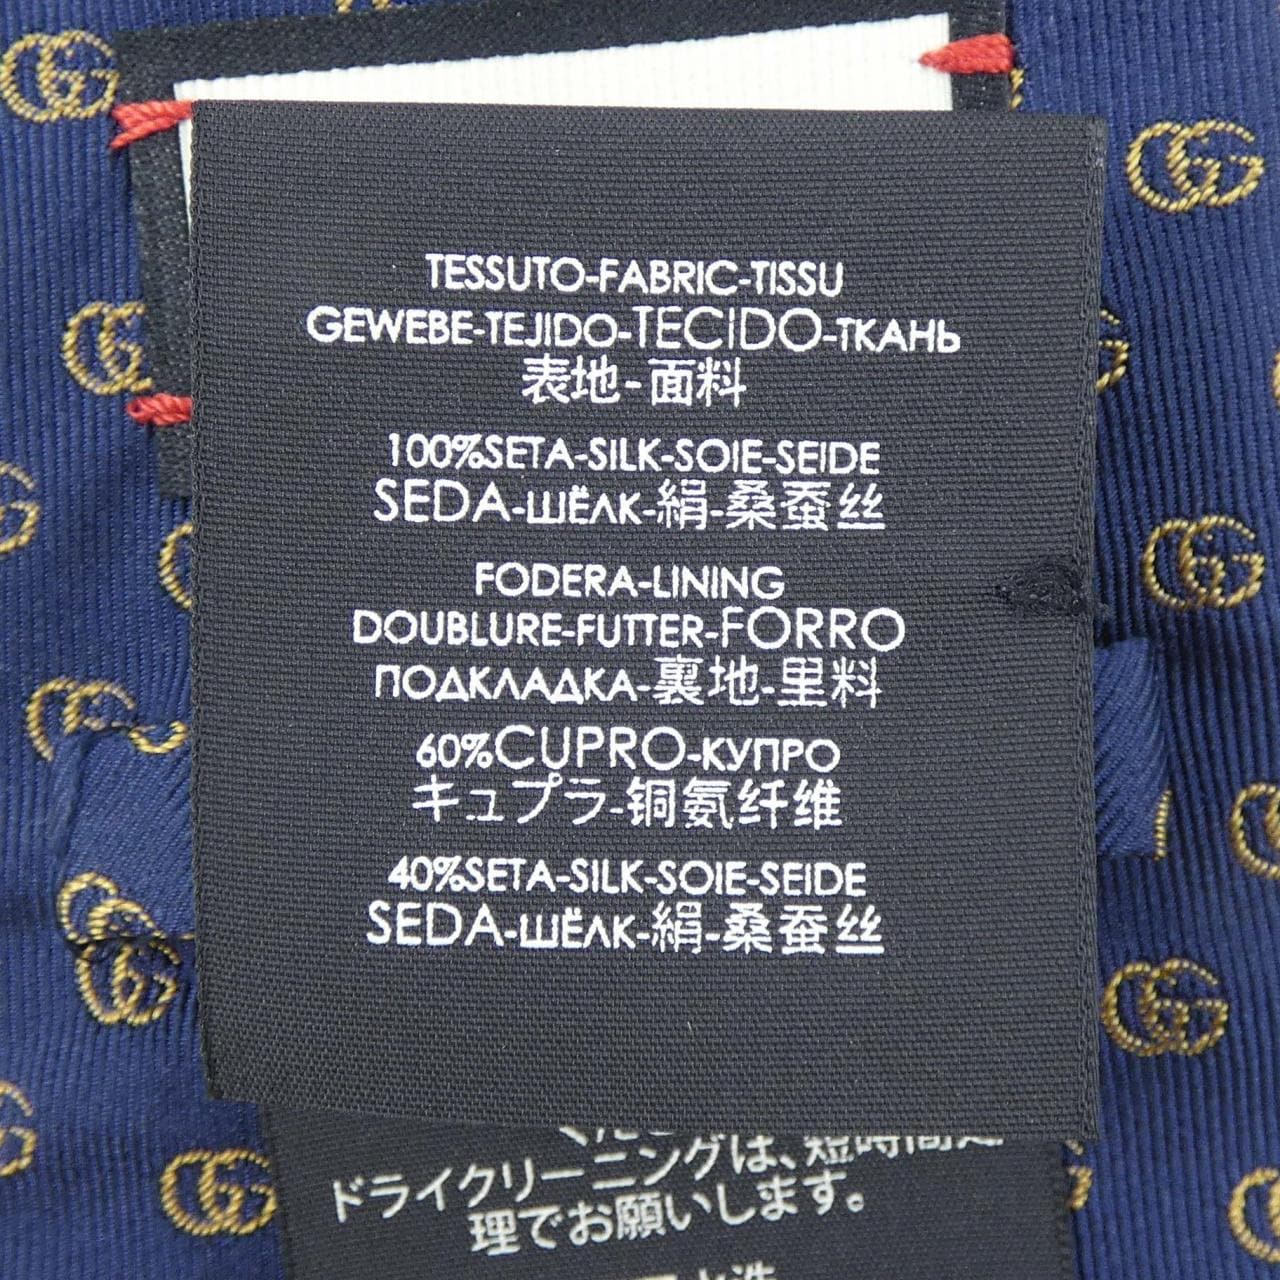 TESSUTO-FABRIC-TISSU
GEWEBE-TEJIDO-TECIDO-ТКАНЬ
表地-面料
100%SETA-SILK-SOIE-SEIDE
SEDA-ШЁЛК-絹-桑蚕丝
FODERA-LINING
DOUBLURE-FUTTER-FORRO
ПОДКЛАДКА-裏地-里料
60%CUPRO-КУПРО
キュプラ-铜氨纤维
40%SETA-SILK-SOIE-SEIDE
SEDA-ШЁЛК-絹-桑蚕丝
ドライクリーニングは、短時間処
理でお願いします。